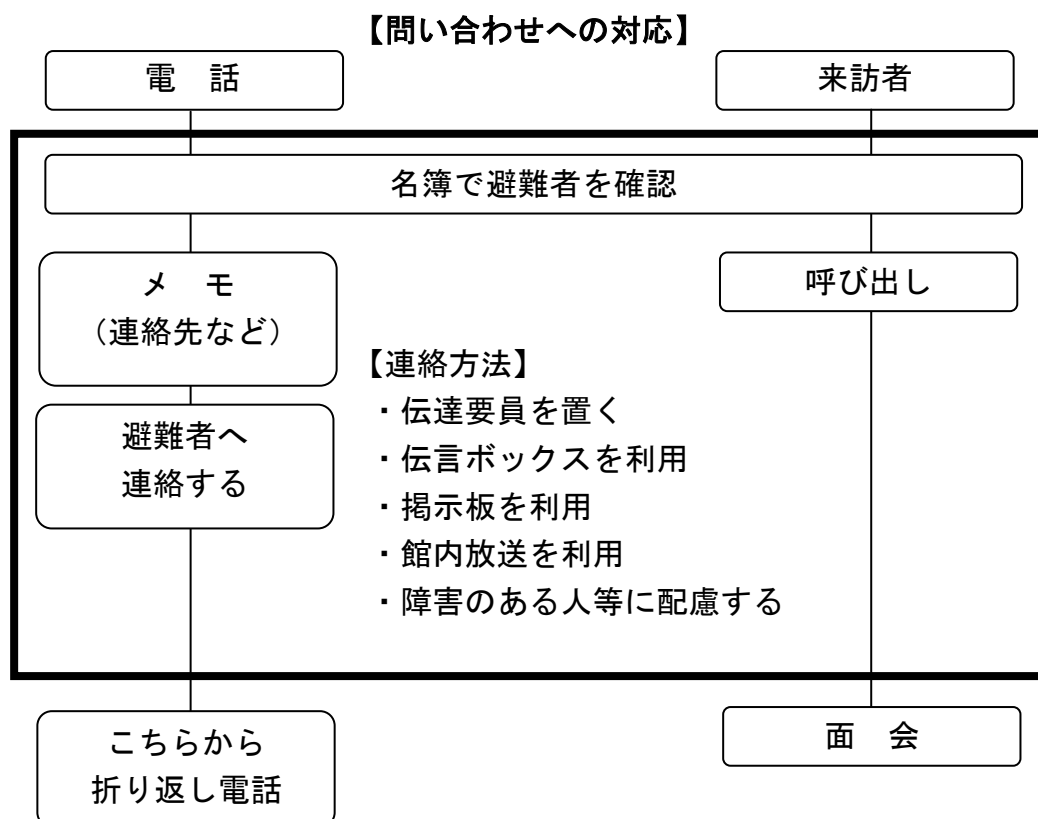 【問い合わせへの対応】
電　話
来訪者
名簿で避難者を確認
メ　モ
（連絡先など）
呼び出し
避難者へ
連絡する
【連絡方法】
・伝達要員を置く
・伝言ボックスを利用
・掲示板を利用
・館内放送を利用
・障害のある人等に配慮する
こちらから
折り返し電話
面　会